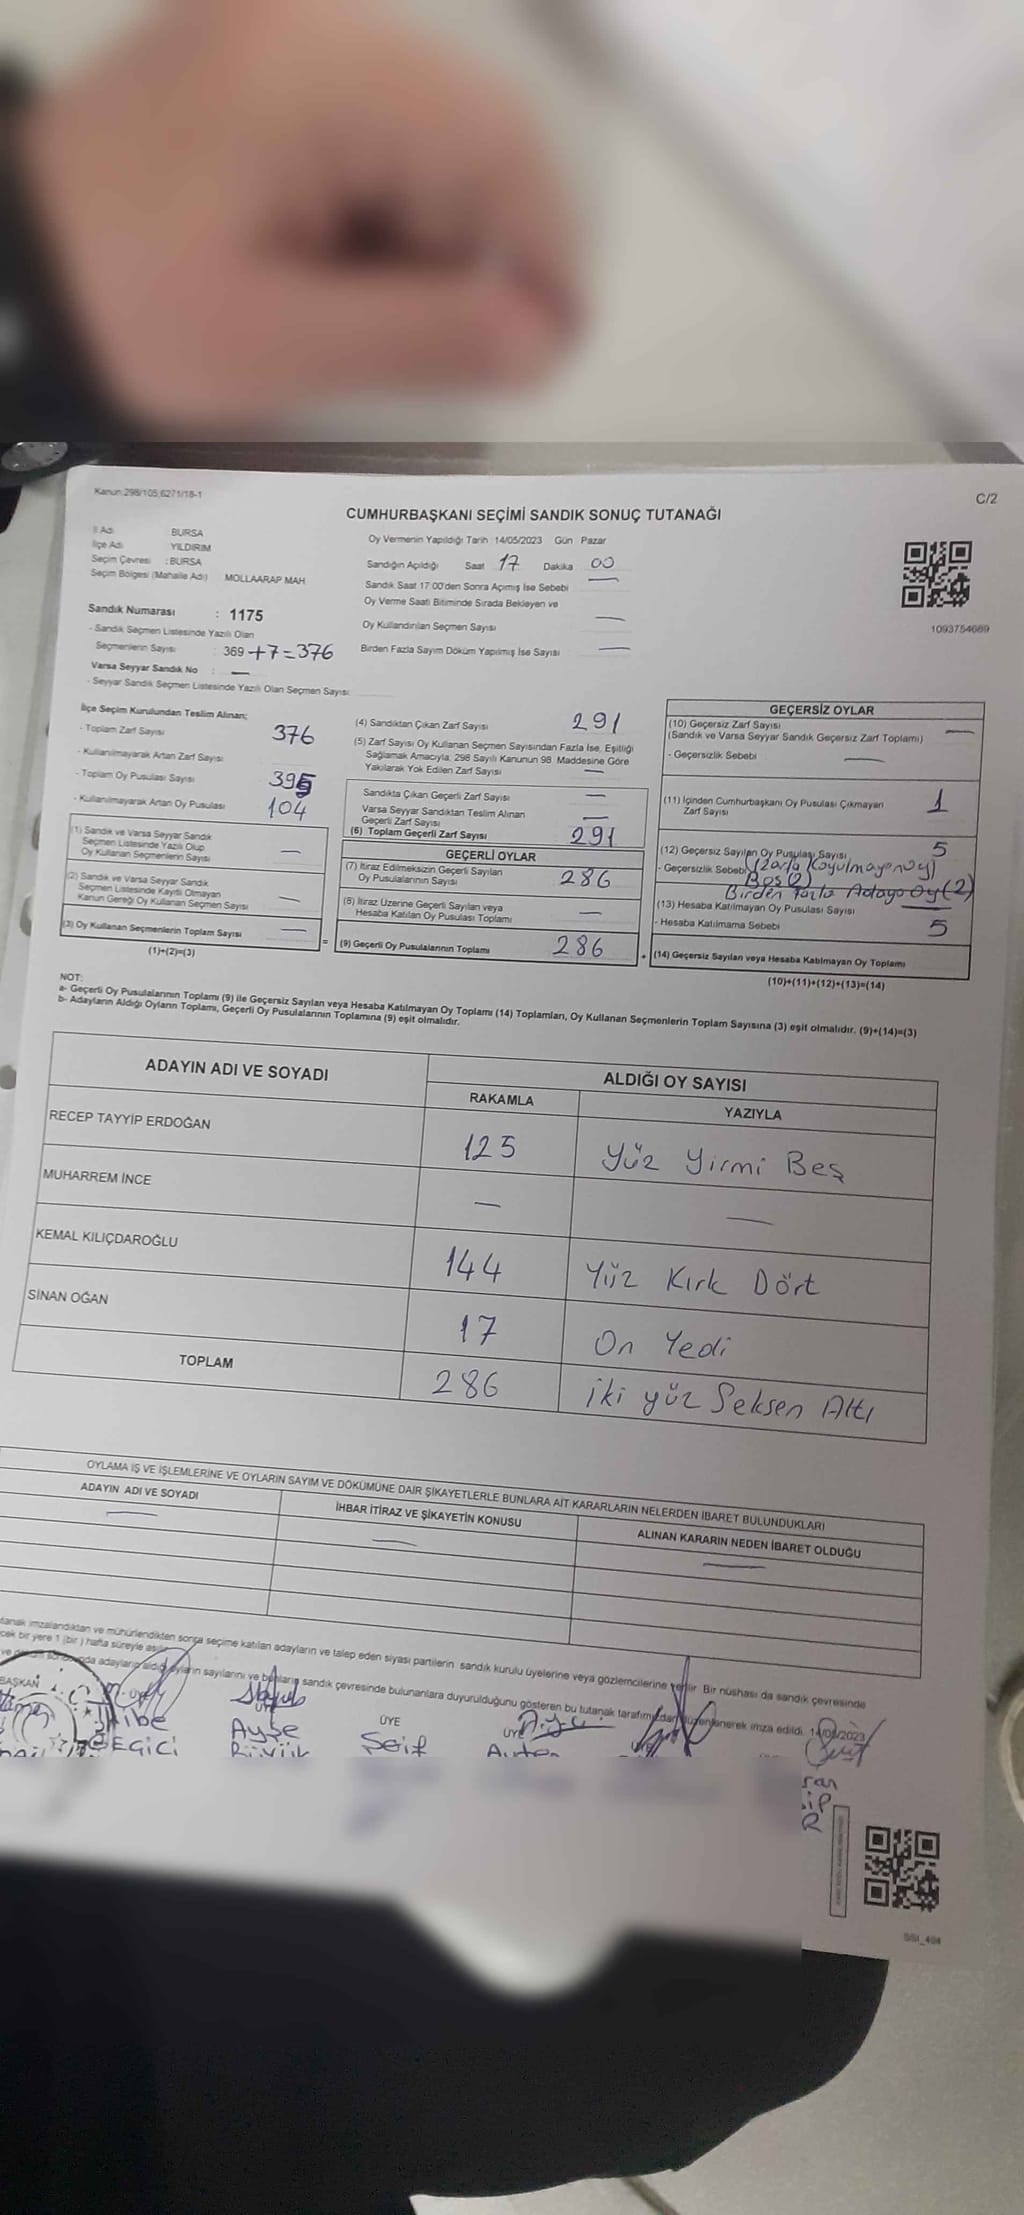 Kanun:298/105,6271/18-1
C/2
CUMHURBAŞKANI SEÇİMİ SANDIK SONUÇ TUTANAĞI
İl Adı BURSA
İlçe Adı YILDIRIM
Seçim Çevresi : BURSA
Seçim Bölgesi (Mahalle Adı) MOLLAARAP MAH
Sandık Numarası : 1175
- Sandık Seçmen Listesinde Yazılı Olan
Seçmenlerin Sayısı : 369 +7=376
Varsa Seyyar Sandık No : —
- Seyyar Sandık Seçmen Listesinde Yazılı Olan Seçmen Sayısı:
Oy Vermenin Yapıldığı Tarih 14/05/2023 Gün Pazar
Sandığın Açıldığı Saat 17 Dakika 00
Sandık Saat 17:00'den Sonra Açılmış İse Sebebi —
Oy Verme Saati Bitiminde Sırada Bekleyen ve
Oy Kullandırılan Seçmen Sayısı —
Birden Fazla Sayım Döküm Yapılmış İse Sayısı —
1093754689
İlçe Seçim Kurulundan Teslim Alınan;
- Toplam Zarf Sayısı 376
- Kullanılmayarak Artan Zarf Sayısı
- Toplam Oy Pusulası Sayısı 395
- Kullanılmayarak Artan Oy Pusulası 104
(1) Sandık ve Varsa Seyyar Sandık
Seçmen Listesinde Yazılı Olup
Oy Kullanan Seçmenlerin Sayısı —
(2) Sandık ve Varsa Seyyar Sandık
Seçmen Listesinde Kayıtlı Olmayan
Kanun Gereği Oy Kullanan Seçmen Sayısı —
(3) Oy Kullanan Seçmenlerin Toplam Sayısı —
(1)+(2)=(3)
(4) Sandıktan Çıkan Zarf Sayısı 291
(5) Zarf Sayısı Oy Kullanan Seçmen Sayısından Fazla İse, Eşitliği
Sağlamak Amacıyla, 298 Sayılı Kanunun 98. Maddesine Göre
Yakılarak Yok Edilen Zarf Sayısı —
Sandıkta Çıkan Geçerli Zarf Sayısı —
Varsa Seyyar Sandıktan Teslim Alınan
Geçerli Zarf Sayısı —
(6) Toplam Geçerli Zarf Sayısı 291
GEÇERLİ OYLAR
(7) İtiraz Edilmeksizin Geçerli Sayılan
Oy Pusulalarının Sayısı 286
(8) İtiraz Üzerine Geçerli Sayılan veya
Hesaba Katılan Oy Pusulası Toplamı —
= (9) Geçerli Oy Pusulalarının Toplamı 286
GEÇERSİZ OYLAR
(10) Geçersiz Zarf Sayısı
(Sandık ve Varsa Seyyar Sandık Geçersiz Zarf Toplamı) —
- Geçersizlik Sebebi —
(11) İçinden Cumhurbaşkanı Oy Pusulası Çıkmayan
Zarf Sayısı 1
(12) Geçersiz Sayılan Oy Pusulası Sayısı 5
- Geçersizlik Sebebi (Zarfa Koyulmayan oy)
Boş(2)
Birden fazla Adaya Oy (2)
(13) Hesaba Katılmayan Oy Pusulası Sayısı —
- Hesaba Katılmama Sebebi 5
+ (14) Geçersiz Sayılan veya Hesaba Katılmayan Oy Toplamı
(10)+(11)+(12)+(13)=(14)
NOT:
a- Geçerli Oy Pusulalarının Toplamı (9) ile Geçersiz Sayılan veya Hesaba Katılmayan Oy Toplamı (14) Toplamları, Oy Kullanan Seçmenlerin Toplam Sayısına (3) eşit olmalıdır. (9)+(14)=(3)
b- Adayların Aldığı Oyların Toplamı, Geçerli Oy Pusulalarının Toplamına (9) eşit olmalıdır.
ADAYIN ADI VE SOYADI
ALDIĞI OY SAYISI
RAKAMLA YAZIYLA
RECEP TAYYİP ERDOĞAN 125 Yüz Yirmi Beş
MUHARREM İNCE — —
KEMAL KILIÇDAROĞLU 144 Yüz Kırk Dört
SİNAN OĞAN 17 On Yedi
TOPLAM 286 İki yüz Seksen Altı
OYLAMA İŞ VE İŞLEMLERİNE VE OYLARIN SAYIM VE DÖKÜMÜNE DAİR ŞİKAYETLERLE BUNLARA AİT KARARLARIN NELERDEN İBARET BULUNDUKLARI
ADAYIN ADI VE SOYADI İHBAR İTİRAZ VE ŞİKAYETİN KONUSU ALINAN KARARIN NEDEN İBARET OLDUĞU
— — —
tanak imzalandıktan ve mühürlendikten sonra seçime katılan adayların ve talep eden siyasi partilerin sandık kurulu üyelerine veya gözlemcilerine verilir. Bir nüshası da sandık çevresinde
cek bir yere 1 (bir) hafta süreyle asılır.
adayların aldığı oyların sayılarını ve bunların sandık çevresinde bulunanlara duyurulduğunu gösteren bu tutanak tarafımızdan düzenlenerek imza edildi. 14/05/2023
BAŞKAN
ÜYE ÜYE
Ayşe Seif
EGİCİ
SSI_404